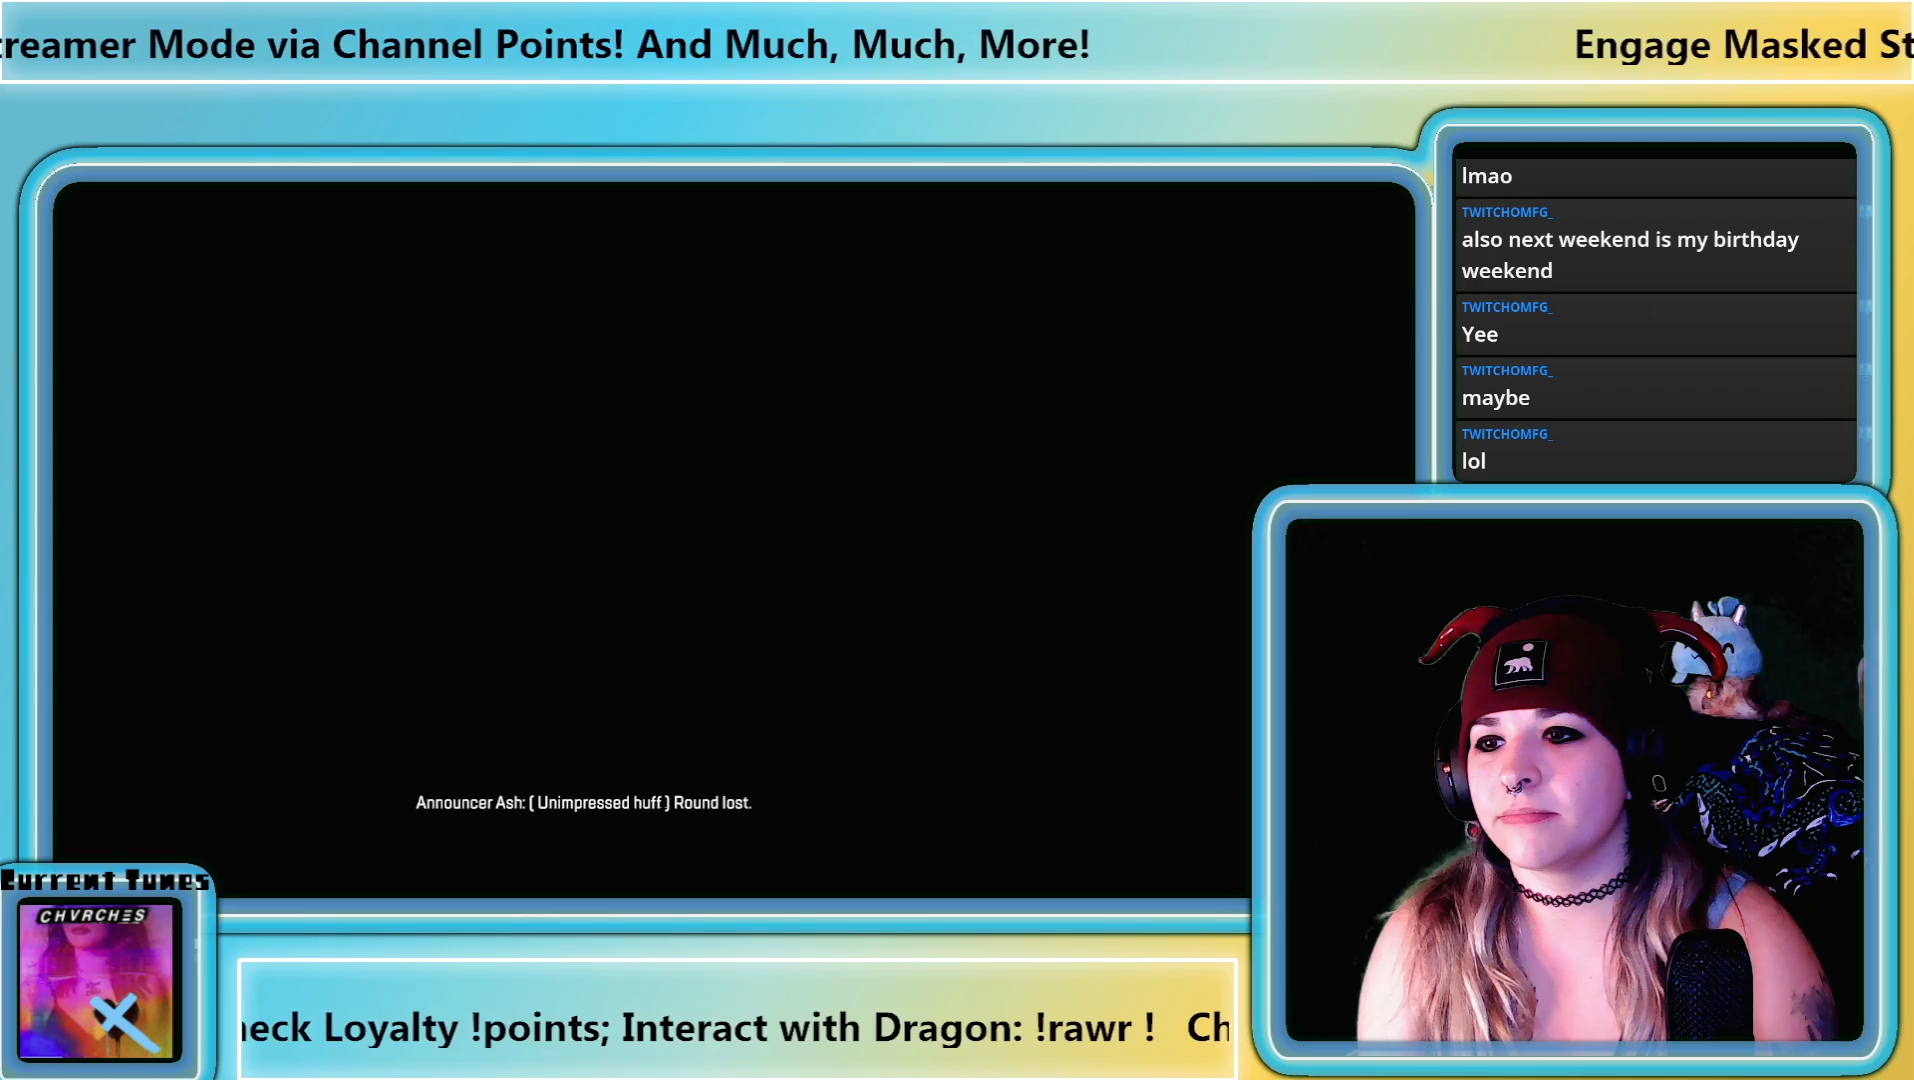 reamer Mode via Channel Points! And Much, Much, More! Engage Masked St
lmao
TWITCHOMFG_
also next weekend is my birthday
weekend
TWITCHOMFG_
Yee
TWITCHOMFG_
maybe
TWITCHOMFG_
lol
Announcer Ash: ( Unimpressed huff ) Round lost.
Current Tunes
CHVRCHES
eck Loyalty !points; Interact with Dragon: !rawr ! Ch